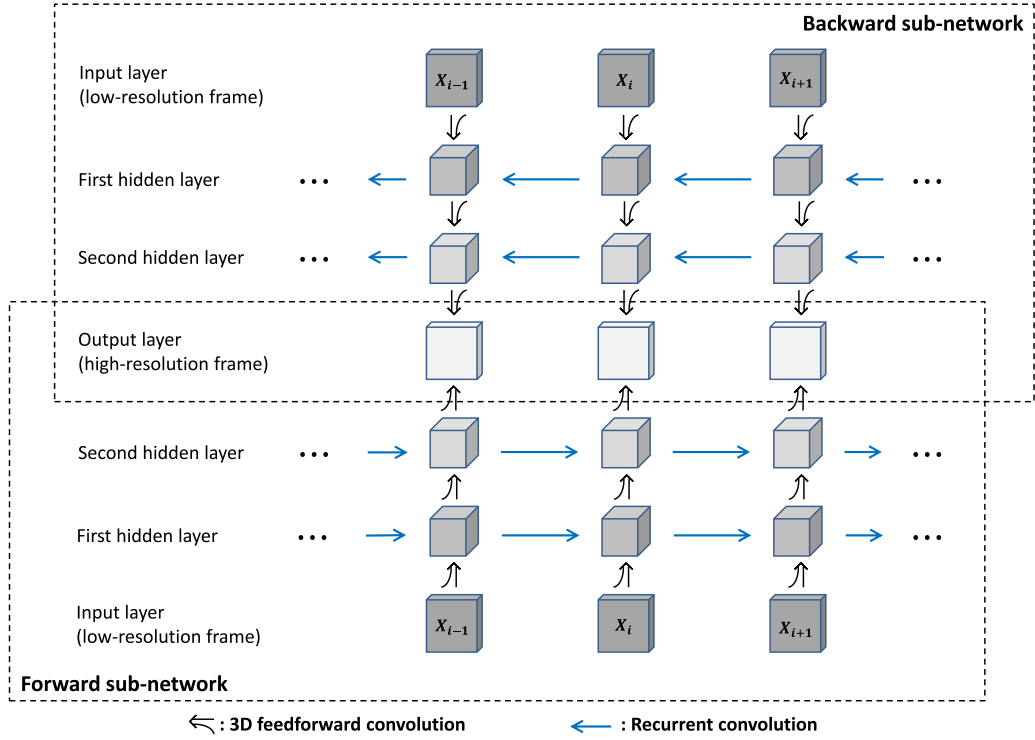 Backward sub-network
Input layer
(low-resolution frame)
X_{i-1} X_i X_{i+1}
First hidden layer ... ...
Second hidden layer ... ...
Output layer
(high-resolution frame)
Second hidden layer ... ...
First hidden layer ... ...
Input layer
(low-resolution frame)
X_{i-1} X_i X_{i+1}
Forward sub-network
: 3D feedforward convolution : Recurrent convolution